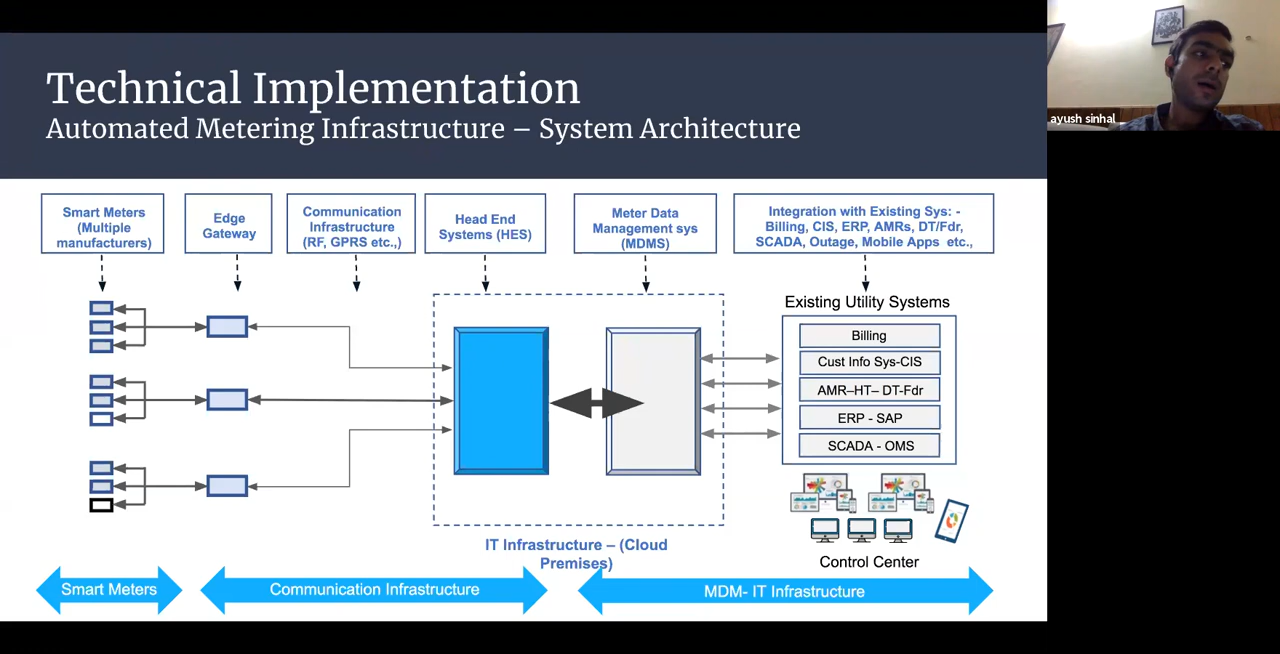 Technical Implementation
Automated Metering Infrastructure – System Architecture
ayush sinhal
Smart Meters
(Multiple
manufacturers)
Edge
Gateway
Communication
Infrastructure
(RF, GPRS etc.,)
Head End
Systems (HES)
Meter Data
Management sys
(MDMS)
Integration with Existing Sys: -
Billing, CIS, ERP, AMRs, DT/Fdr,
SCADA, Outage, Mobile Apps etc.,
Existing Utility Systems
Billing
Cust Info Sys-CIS
AMR–HT– DT-Fdr
ERP - SAP
SCADA - OMS
IT Infrastructure – (Cloud
Premises)
Control Center
Smart Meters
Communication Infrastructure
MDM- IT Infrastructure